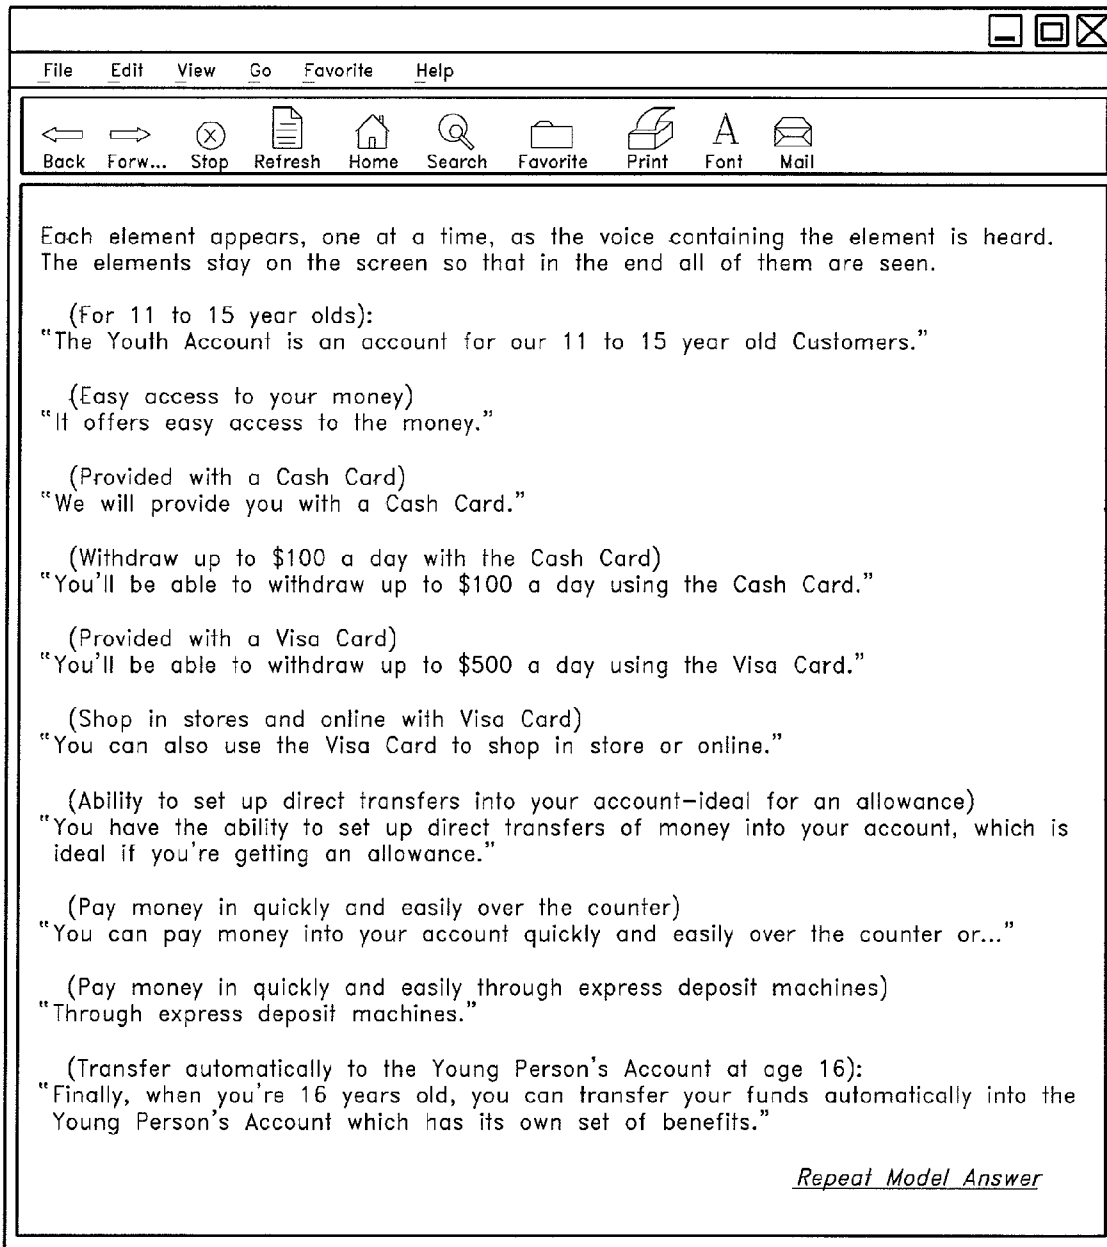 File Edit View Go Favorite Help
Back Forw... Stop Refresh Home Search Favorite Print Font Mail
Each element appears, one at a time, as the voice containing the element is heard.
The elements stay on the screen so that in the end all of them are seen.
(For 11 to 15 year olds):
"The Youth Account is an account for our 11 to 15 year old Customers."
(Easy access to your money)
"It offers easy access to the money."
(Provided with a Cash Card)
"We will provide you with a Cash Card."
(Withdraw up to $100 a day with the Cash Card)
"You'll be able to withdraw up to $100 a day using the Cash Card."
(Provided with a Visa Card)
"You'll be able to withdraw up to $500 a day using the Visa Card."
(Shop in stores and online with Visa Card)
"You can also use the Visa Card to shop in store or online."
(Ability to set up direct transfers into your account-ideal for an allowance)
"You have the ability to set up direct transfers of money into your account, which is
ideal if you're getting an allowance."
(Pay money in quickly and easily over the counter)
"You can pay money into your account quickly and easily over the counter or..."
(Pay money in quickly and easily through express deposit machines)
"Through express deposit machines."
(Transfer automatically to the Young Person's Account at age 16):
"Finally, when you're 16 years old, you can transfer your funds automatically into the
Young Person's Account which has its own set of benefits."
Repeat Model Answer